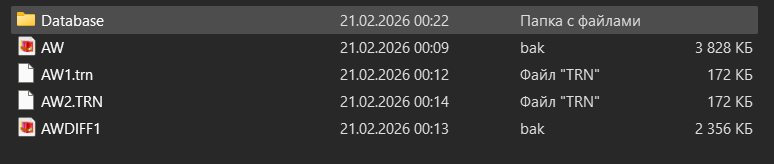 Database 21.02.2026 00:22 Папка с файлами
AW 21.02.2026 00:09 bak 3 828 КБ
AW1.trn 21.02.2026 00:12 Файл "TRN" 172 КБ
AW2.TRN 21.02.2026 00:14 Файл "TRN" 172 КБ
AWDIFF1 21.02.2026 00:13 bak 2 356 КБ